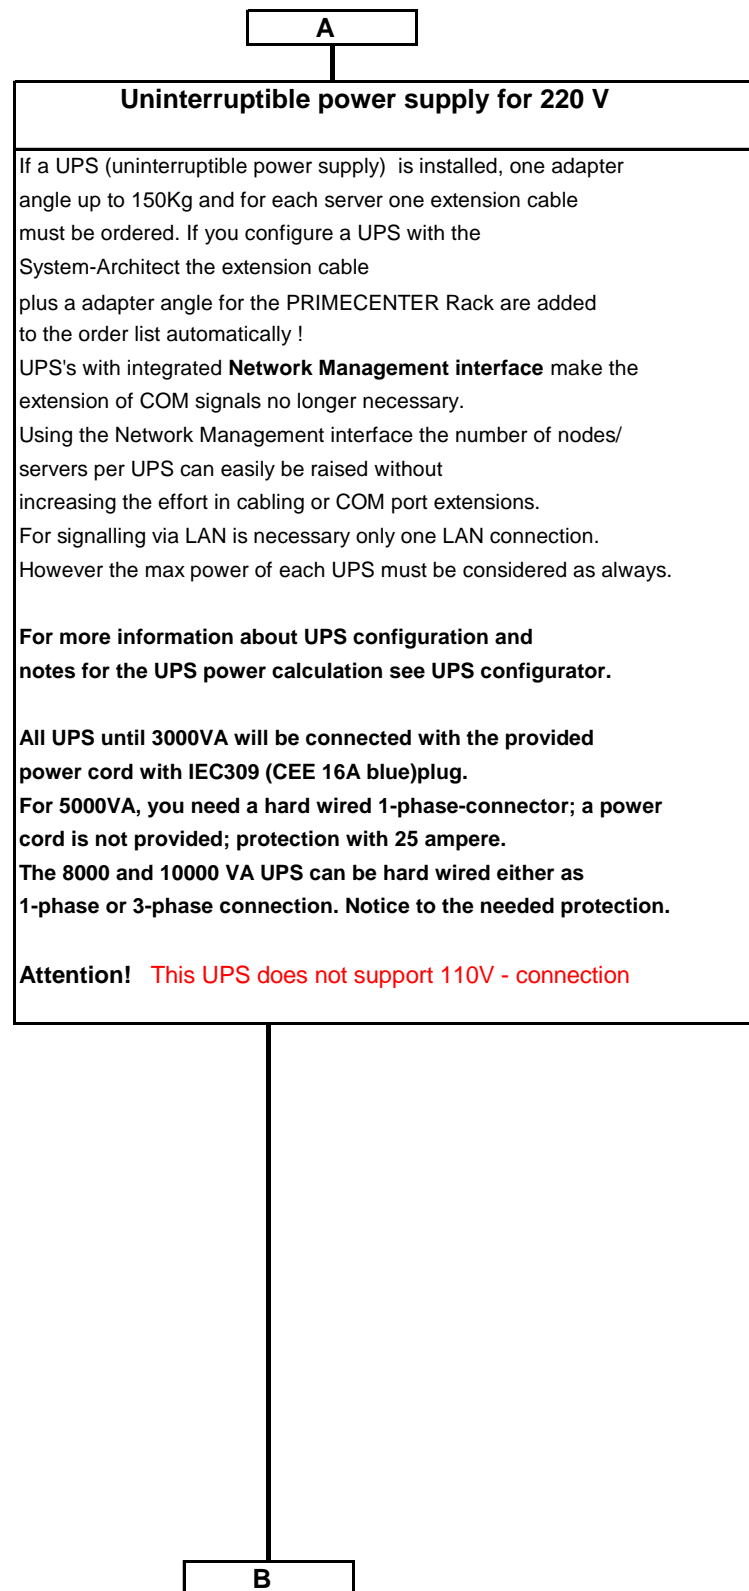 A
Uninterruptible power supply for 220 V
If a UPS (uninterruptible power supply)  is installed, one adapter
angle up to 150Kg and for each server one extension cable
must be ordered. If you configure a UPS with the
System-Architect the extension cable
plus a adapter angle for the PRIMECENTER Rack are added
to the order list automatically !
UPS's with integrated Network Management interface make the
extension of COM signals no longer necessary.
Using the Network Management interface the number of nodes/
servers per UPS can easily be raised without
increasing the effort in cabling or COM port extensions.
For signalling via LAN is necessary only one LAN connection.
However the max power of each UPS must be considered as always.
For more information about UPS configuration and
notes for the UPS power calculation see UPS configurator.
All UPS until 3000VA will be connected with the provided
power cord with IEC309 (CEE 16A blue)plug.
For 5000VA, you need a hard wired 1-phase-connector; a power
cord is not provided; protection with 25 ampere.
The 8000 and 10000 VA UPS can be hard wired either as
1-phase or 3-phase connection. Notice to the needed protection.
Attention!   This UPS does not support 110V - connection
B